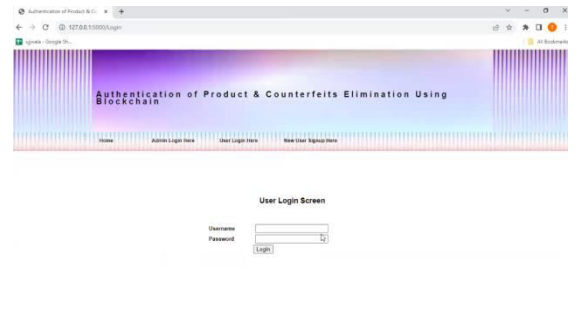 Authentication of Product & C
127.0.0.1:5000/Login
All Bookmarks
Authentication of Product & Counterfeits Elimination Using
Blockchain
Home Admin Login Here User Login Here New User Signup Here
User Login Screen
Username
Password
Login